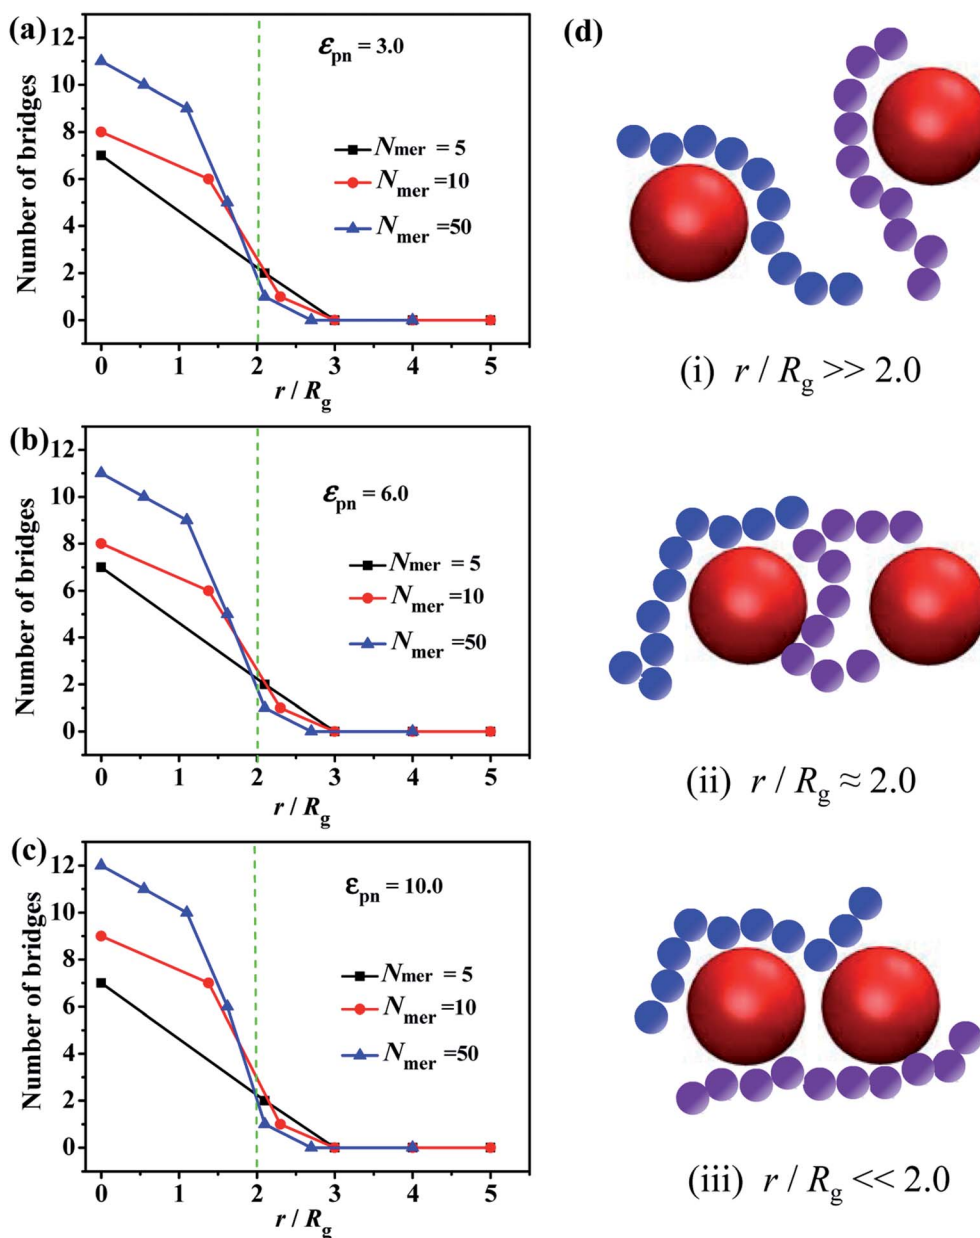 (a)
ε_pn = 3.0
N_mer = 5
N_mer =10
N_mer =50
Number of bridges
12
10
8
6
4
2
0
0 1 2 3 4 5
r / R_g
(b)
ε_pn = 6.0
N_mer = 5
N_mer =10
N_mer =50
Number of bridges
12
10
8
6
4
2
0
0 1 2 3 4 5
r / R_g
(c)
ε_pn = 10.0
N_mer = 5
N_mer =10
N_mer =50
Number of bridges
12
10
8
6
4
2
0
0 1 2 3 4 5
r / R_g
(d)
(i) r / R_g >> 2.0
(ii) r / R_g ≈ 2.0
(iii) r / R_g << 2.0